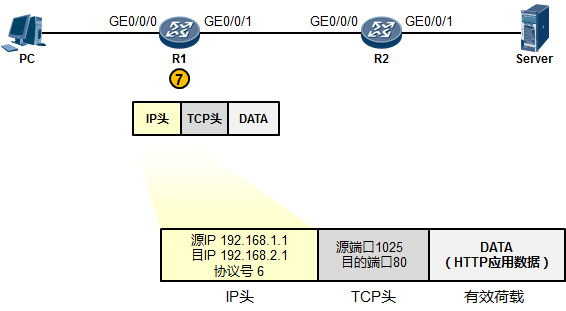 GE0/0/0 GE0/0/1 GE0/0/0 GE0/0/1
PC R1 R2 Server
7
IP头 TCP头 DATA
源IP 192.168.1.1
目IP 192.168.2.1
协议号 6
源端口1025
目的端口80
DATA
（HTTP应用数据）
IP头 TCP头 有效荷载